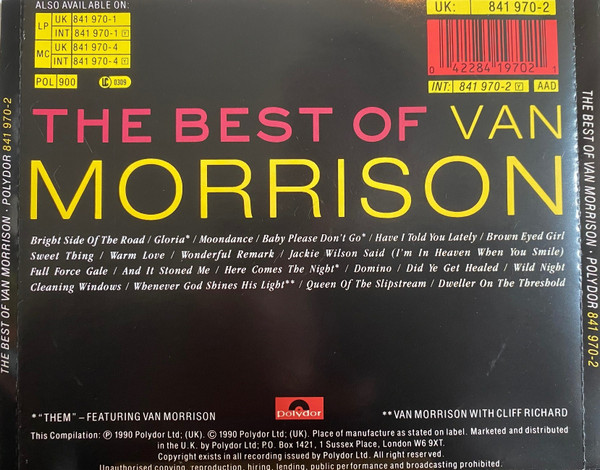 ALSO AVAILABLE ON:
LP UK 841 970-1
INT 841 970-1 Y
MC UK 841 970-4
INT 841 970-4 Y
POL 900 LC 0309
UK: 841 970-2
0 42284 19702 1
INT: 841 970-2 Y AAD
THE BEST OF VAN
MORRISON
Bright Side Of The Road / Gloria* / Moondance / Baby Please Don't Go* / Have I Told You Lately / Brown Eyed Girl
Sweet Thing / Warm Love / Wonderful Remark / Jackie Wilson Said (I'm In Heaven When You Smile)
Full Force Gale / And It Stoned Me / Here Comes The Night* / Domino / Did Ye Get Healed / Wild Night
Cleaning Windows / Whenever God Shines His Light** / Queen Of The Slipstream / Dweller On The Threshold
* "THEM" – FEATURING VAN MORRISON
polydor
** VAN MORRISON WITH CLIFF RICHARD
This Compilation: ℗ 1990 Polydor Ltd; (UK). © 1990 Polydor Ltd; (UK). Place of manufacture as stated on label. Marketed and distributed
in the U.K. by Polydor Ltd; P.O. Box 1421, 1 Sussex Place, London W6 9XT.
Copyright exists in all recording issued by Polydor Ltd. All right reserved.
Unauthorised copying, reproduction, hiring, lending, public performance and broadcasting prohibited.
THE BEST OF VAN MORRISON · POLYDOR 841 970-2
THE BEST OF VAN MORRISON · POLYDOR 841 970-2